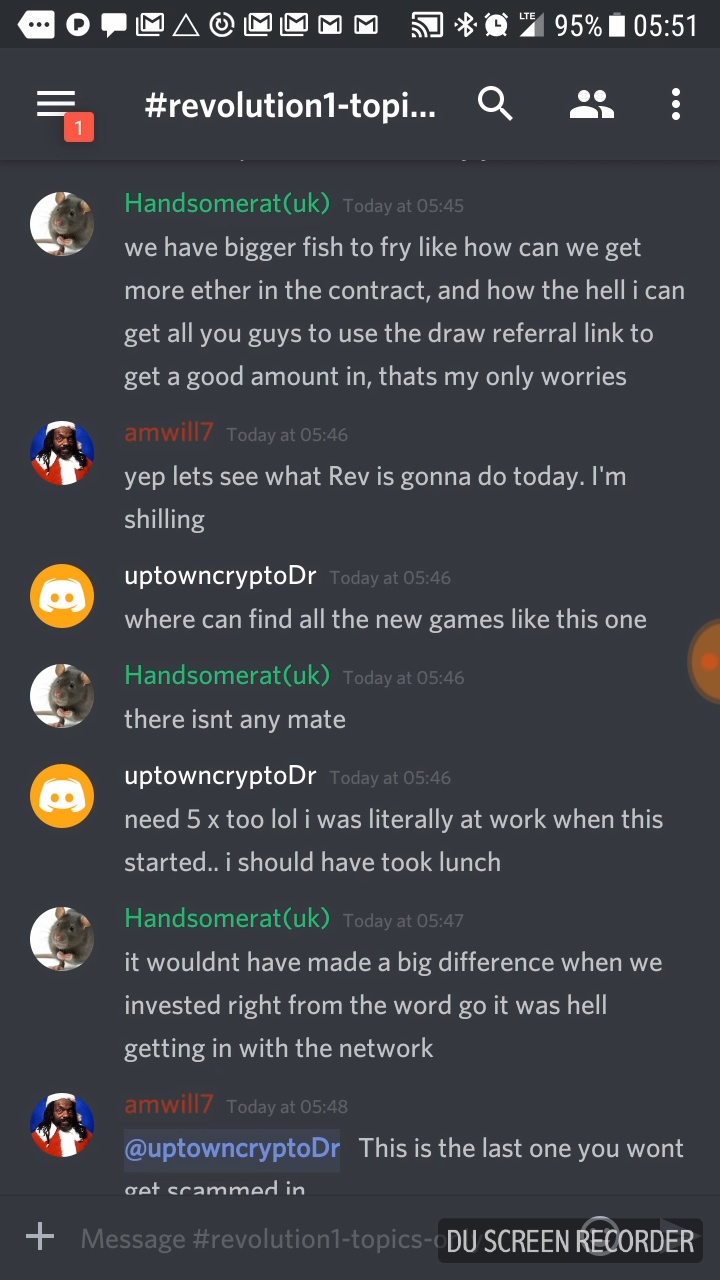 LTE 95% 05:51
1
#revolution1-topi...
Handsomerat(uk) Today at 05:45
we have bigger fish to fry like how can we get
more ether in the contract, and how the hell i can
get all you guys to use the draw referral link to
get a good amount in, thats my only worries
amwill7 Today at 05:46
yep lets see what Rev is gonna do today. I'm
shilling
uptowncryptoDr Today at 05:46
where can find all the new games like this one
Handsomerat(uk) Today at 05:46
there isnt any mate
uptowncryptoDr Today at 05:46
need 5 x too lol i was literally at work when this
started.. i should have took lunch
Handsomerat(uk) Today at 05:47
it wouldnt have made a big difference when we
invested right from the word go it was hell
getting in with the network
amwill7 Today at 05:48
@uptowncryptoDr This is the last one you wont
get scammed in
Message #revolution1-topics-o
DU SCREEN RECORDER